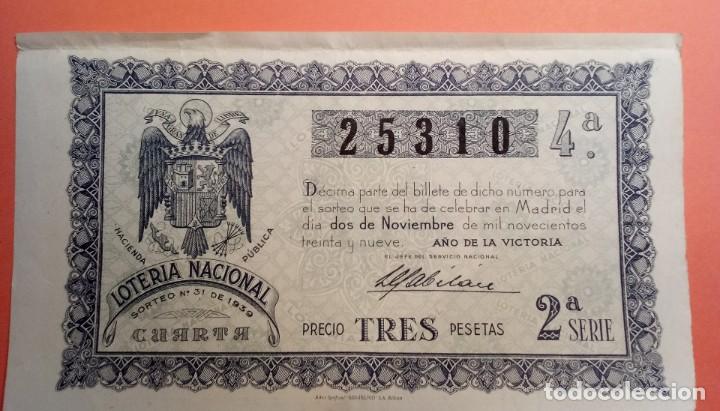 25310 4ª.
Décima parte del billete de dicho número, para
el sorteo que se ha de celebrar en Madrid el
día dos de Noviembre de mil novecientos
treinta y nueve. AÑO DE LA VICTORIA
EL JEFE DEL SERVICIO NACIONAL
HACIENDA PÚBLICA
LOTERIA NACIONAL
SORTEO Nº 31 DE 1939
CUARTA
PRECIO TRES PESETAS
2ª SERIE
todocoleccion